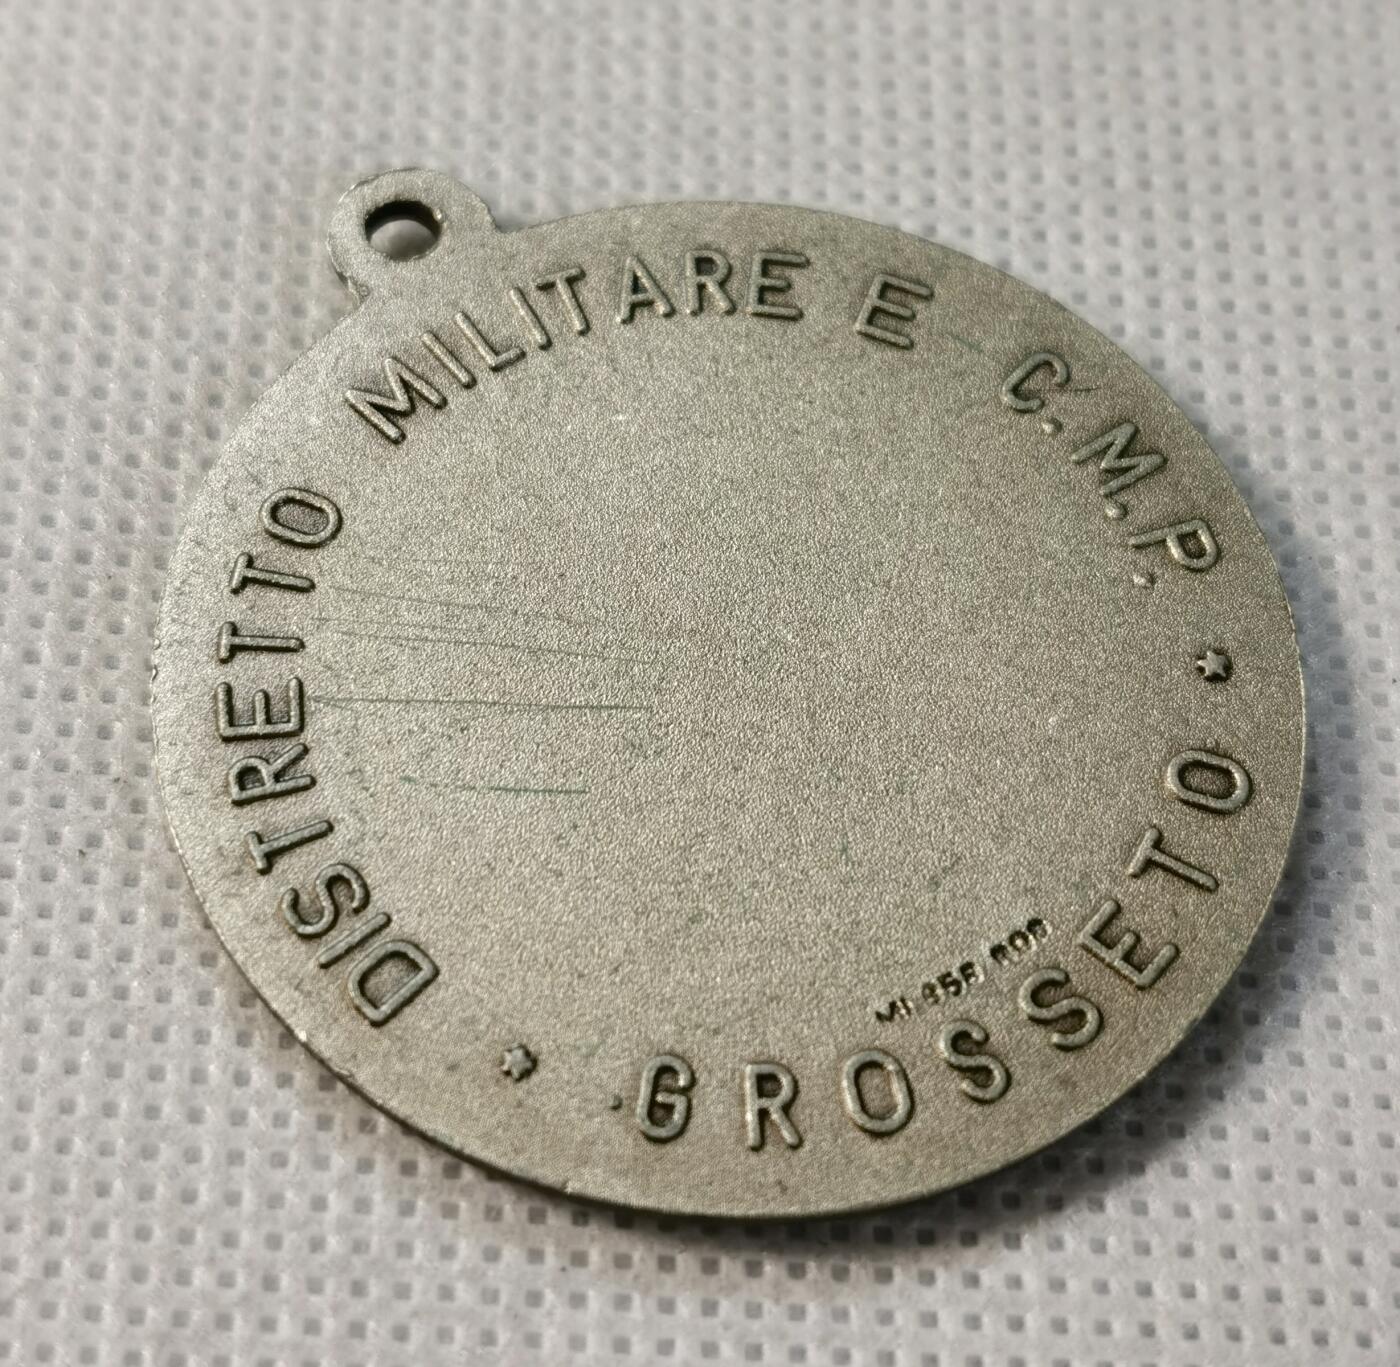 DISTRETTO MILITARE E C.M.P.
* GROSSETO *